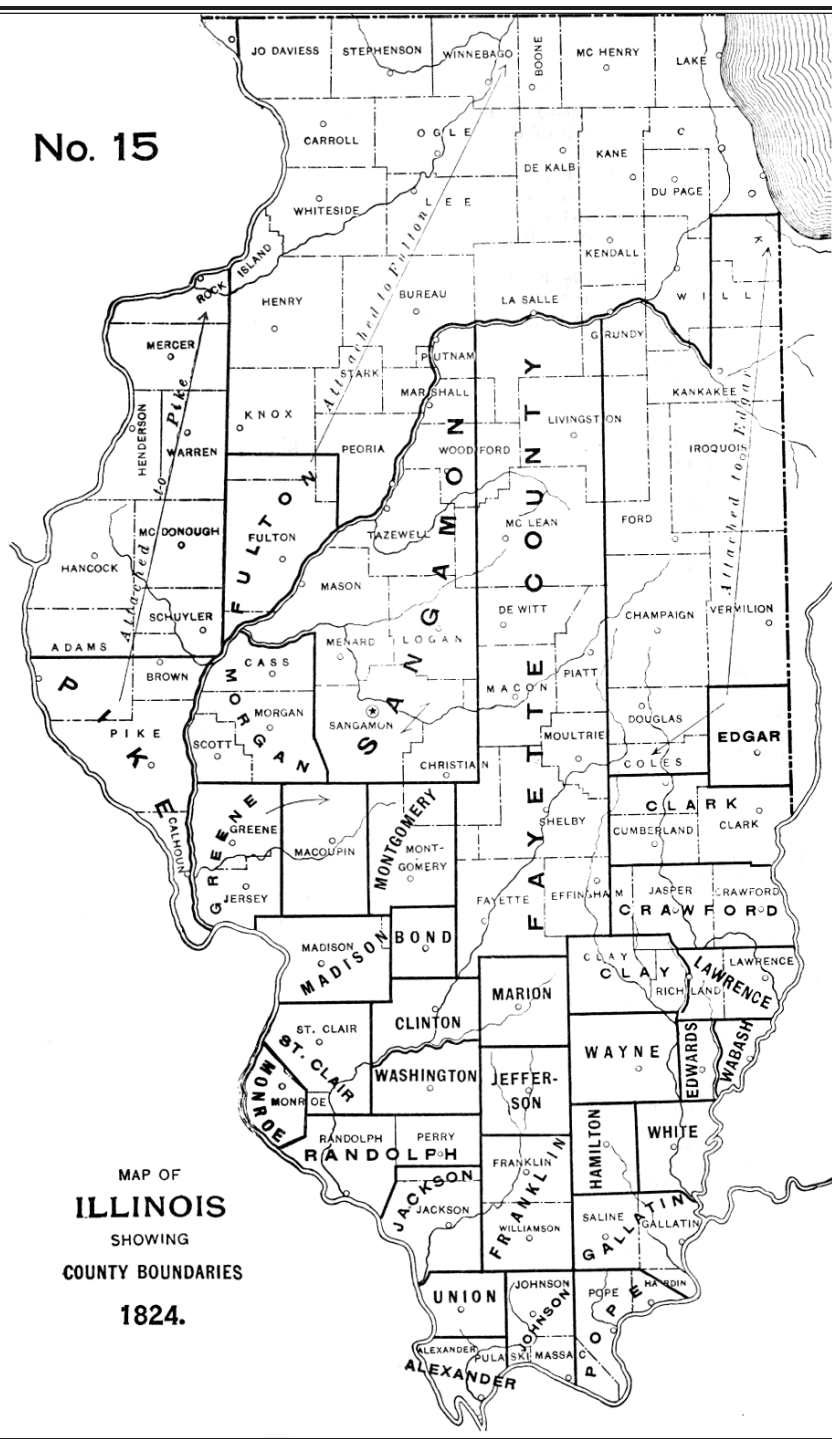 JO DAVIESS
STEPHENSON
WINNEBAGO
BOONE
MC HENRY
LAKE
No. 15
CARROLL
OGLE
DE KALB
KANE
C
DU PAGE
WHITESIDE
LEE
Attached to Fulton
KENDALL
K
ROCK ISLAND
HENRY
BUREAU
LA SALLE
WILL
MERCER
PUTNAM
GRUNDY
STARK
MARSHALL
KANKAKEE
HENDERSON
WARREN
KNOX
PEORIA
WOODFORD
LIVINGSTON
IROQUOIS
Attached to Pike
Attached to Edgar
FULTON
FULTON
TAZEWELL
MC LEAN
FORD
HANCOCK
MC DONOUGH
MASON
SCHUYLER
ADAMS
MENARD
LOGAN
DE WITT
CHAMPAIGN
VERMILION
SANGAMON
FAYETTE COUNTY
BROWN
CASS
MACON
PIATT
PIKE
PIKE
MORGAN
MORGAN
SCOTT
SANGAMON
CHRISTIAN
MOULTRIE
DOUGLAS
COLES
EDGAR
CALHOUN
GREENE
GREENE
MACOUPIN
MONTGOMERY
MONT-
GOMERY
SHELBY
CLARK
CUMBERLAND
CLARK
JERSEY
FAYETTE
EFFINGHAM
JASPER
CRAWFORD
CRAWFORD
MADISON
MADISON
BOND
CLAY
CLAY
RICHLAND
LAWRENCE
LAWRENCE
MARION
ST. CLAIR
ST. CLAIR
CLINTON
WAYNE
EDWARDS
WABASH
MONROE
MONROE
WASHINGTON
JEFFER-
SON
RANDOLPH
PERRY
RANDOLPH
HAMILTON
WHITE
JACKSON
JACKSON
FRANKLIN
FRANKLIN
WILLIAMSON
SALINE
GALLATIN
GALLATIN
UNION
JOHNSON
JOHNSON
POPE
POPE
HARDIN
ALEXANDER
ALEXANDER
PULASKI
MASSAC
MAP OF
ILLINOIS
SHOWING
COUNTY BOUNDARIES
1824.